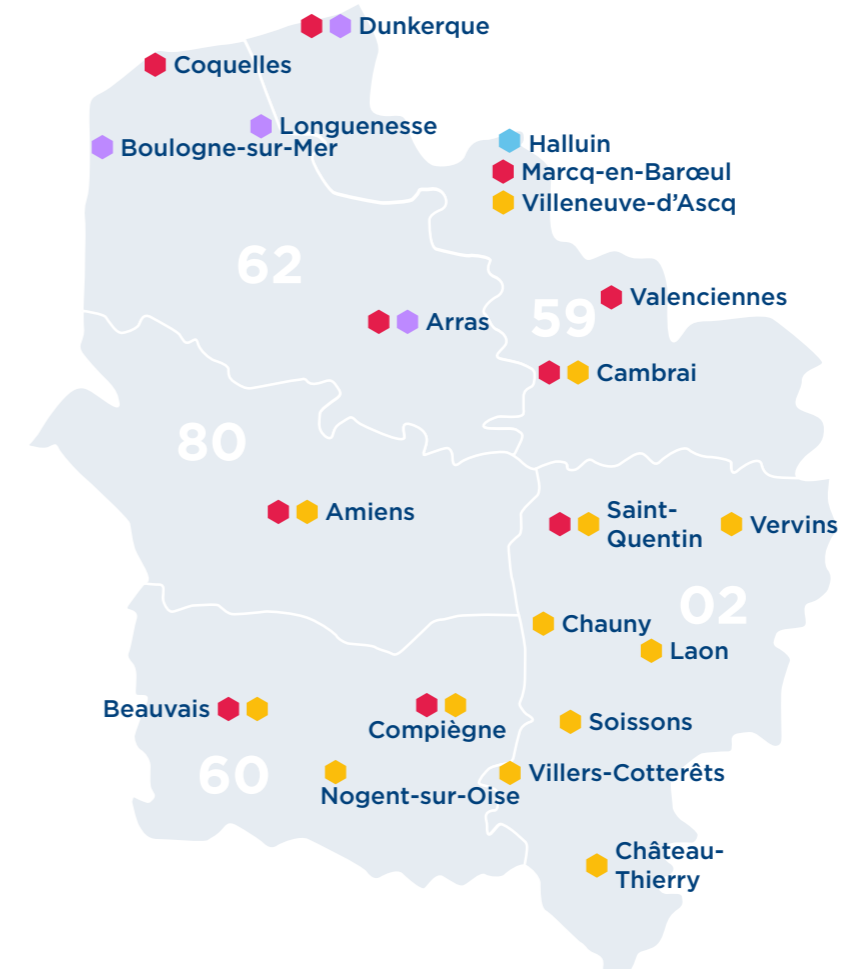 Dunkerque
Coquelles
Longuenesse
Boulogne-sur-Mer
Halluin
Marcq-en-Barœul
Villeneuve-d'Ascq
62
59
Valenciennes
Arras
Cambrai
80
Amiens
Saint-
Quentin
Vervins
02
Chauny
Laon
Beauvais
Compiègne
Soissons
60
Nogent-sur-Oise
Villers-Cotterêts
Château-
Thierry